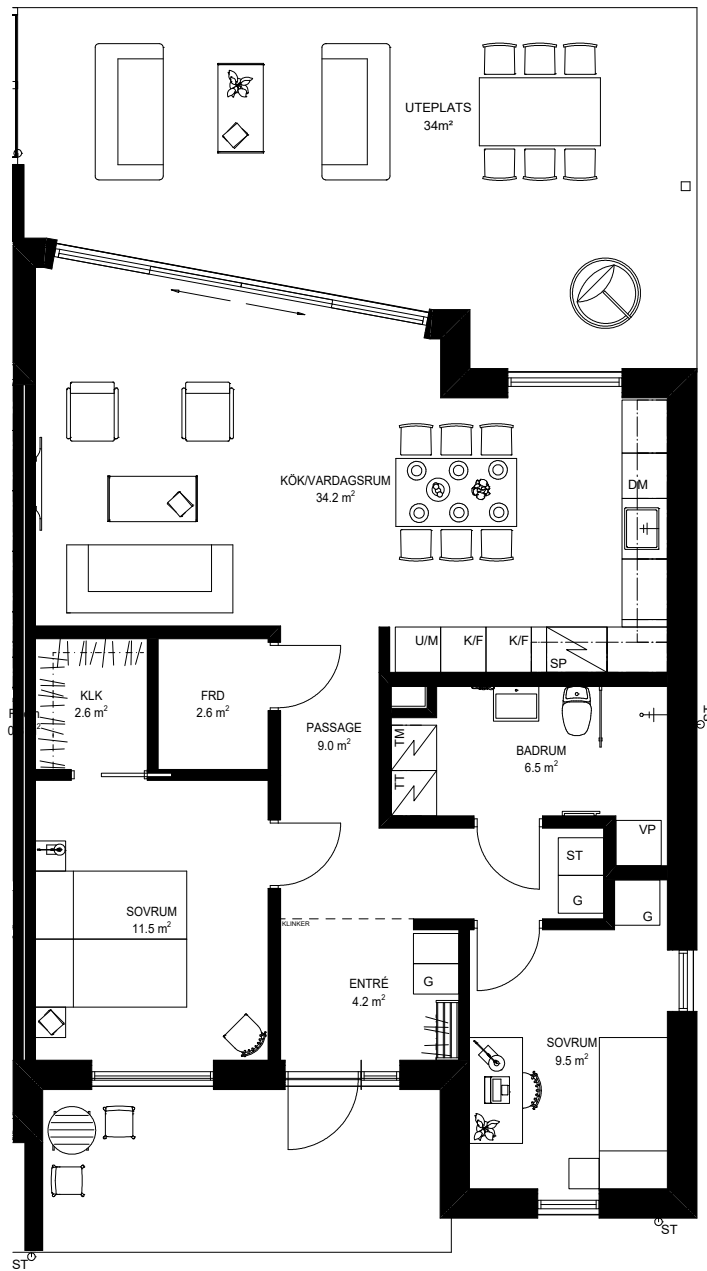 UTEPLATS
34m²
KÖK/VARDAGSRUM
34.2 m²
DM
U/M
K/F
K/F
SP
KLK
2.6 m²
FRD
2.6 m²
PASSAGE
9.0 m²
TM
TT
BADRUM
6.5 m²
VP
ST
G
G
SOVRUM
11.5 m²
KLINKER
ENTRÉ
4.2 m²
G
SOVRUM
9.5 m²
ST
ST